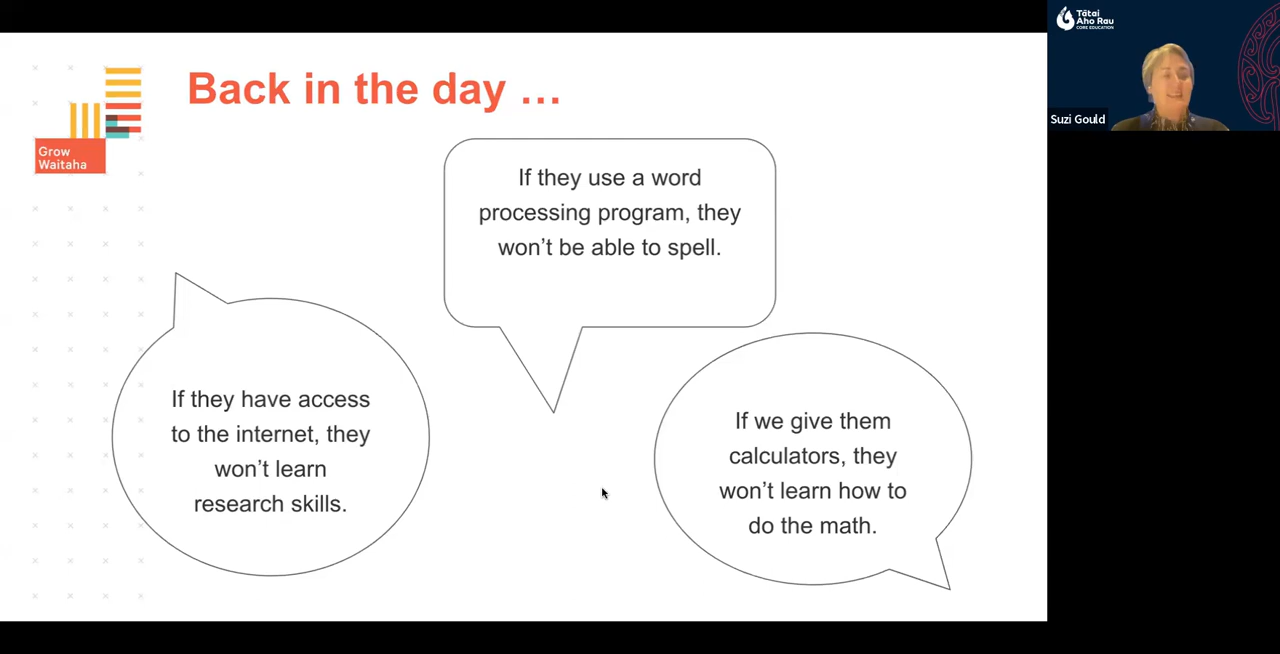 Back in the day …
Grow
Waitaha
If they use a word
processing program, they
won’t be able to spell.
If they have access
to the internet, they
won’t learn
research skills.
If we give them
calculators, they
won’t learn how to
do the math.
Tātai
Aho Rau
CORE EDUCATION
Suzi Gould